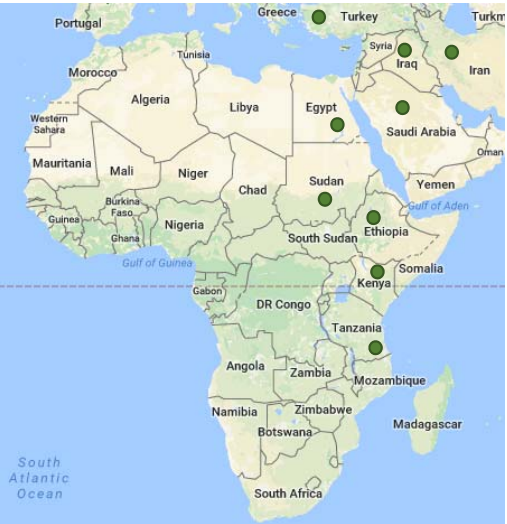 Greece
Turkey
Turkm
Portugal
Tunisia
Syria
Iraq
Iran
Morocco
Algeria
Libya
Egypt
Western
Sahara
Saudi Arabia
Oman
Mauritania
Mali
Niger
Chad
Sudan
Yemen
Gulf of Aden
Burkina
Faso
Guinea
Ghana
Nigeria
South Sudan
Ethiopia
Gulf of Guinea
Somalia
Kenya
Gabon
DR Congo
Tanzania
Angola
Zambia
Mozambique
Namibia
Zimbabwe
Botswana
Madagascar
South
Atlantic
Ocean
South Africa